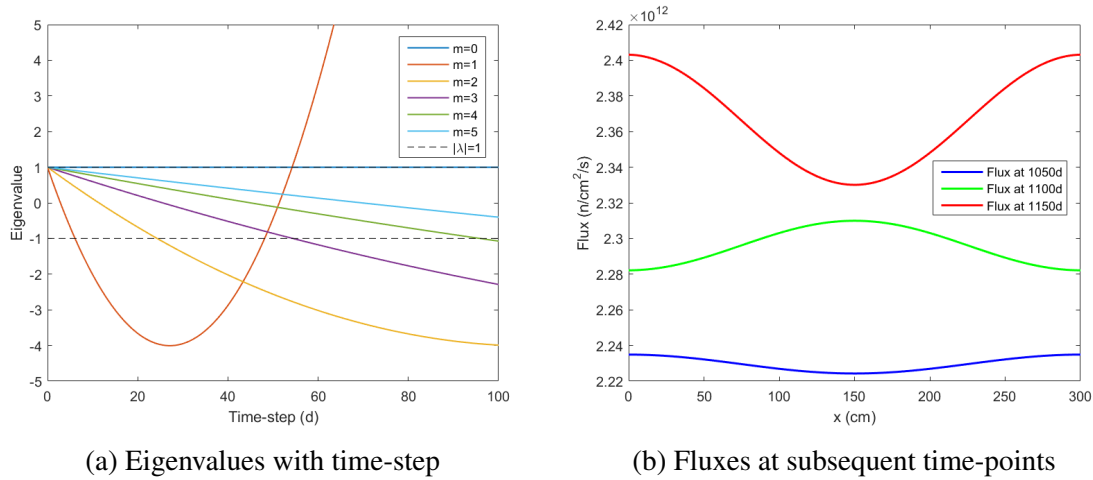 5
4
3
2
1
0
-1
-2
-3
-4
-5
0 20 40 60 80 100
Eigenvalue
Time-step (d)
m=0
m=1
m=2
m=3
m=4
m=5
|λ|=1
(a) Eigenvalues with time-step
×10^12
2.42
2.4
2.38
2.36
2.34
2.32
2.3
2.28
2.26
2.24
2.22
0 50 100 150 200 250 300
Flux (n/cm²/s)
x (cm)
Flux at 1050d
Flux at 1100d
Flux at 1150d
(b) Fluxes at subsequent time-points